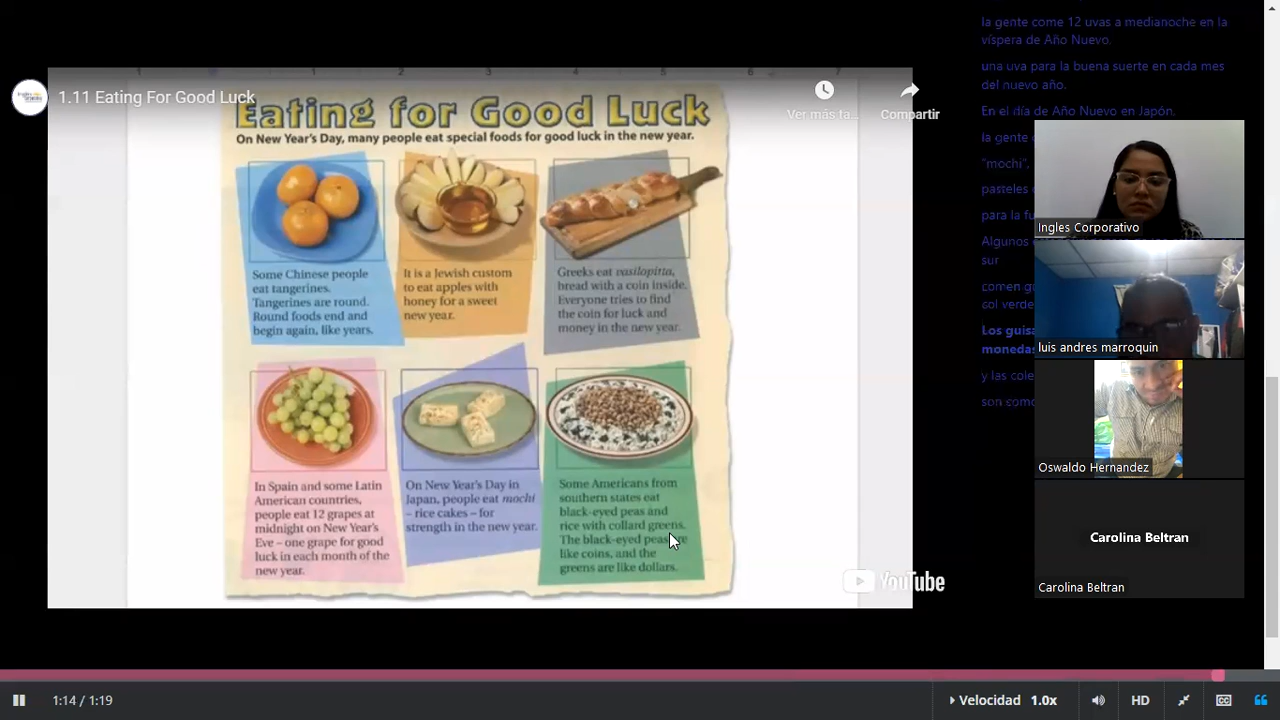 la gente come 12 uvas a medianoche en la
víspera de Año Nuevo.
una uva para la buena suerte en cada mes
del nuevo año.
En el día de Año Nuevo en Japón,
la gente
"mochi",
pasteles
para la
Algunos
sur
comen
col verde
Los
monedas
y las
son como
1.11 Eating For Good Luck
Ver más ta...
Compartir
Eating for Good Luck
On New Year's Day, many people eat special foods for good luck in the new year.
Some Chinese people
eat tangerines.
Tangerines are round.
Round foods end and
begin again, like years.
It is a Jewish custom
to eat apples with
honey for a sweet
new year.
Greeks eat vasilopitta,
bread with a coin inside.
Everyone tries to find
the coin for luck and
money in the new year.
In Spain and some Latin
American countries,
people eat 12 grapes at
midnight on New Year's
Eve – one grape for good
luck in each month of the
new year.
On New Year's Day in
Japan, people eat mochi
– rice cakes – for
strength in the new year.
Some Americans from
southern states eat
black-eyed peas and
rice with collard greens.
The black-eyed peas
like coins, and the
greens are like dollars.
YouTube
Ingles Corporativo
luis andres marroquin
Oswaldo Hernandez
Carolina Beltran
Carolina Beltran
1:14 / 1:19
Velocidad 1.0x
HD
CC